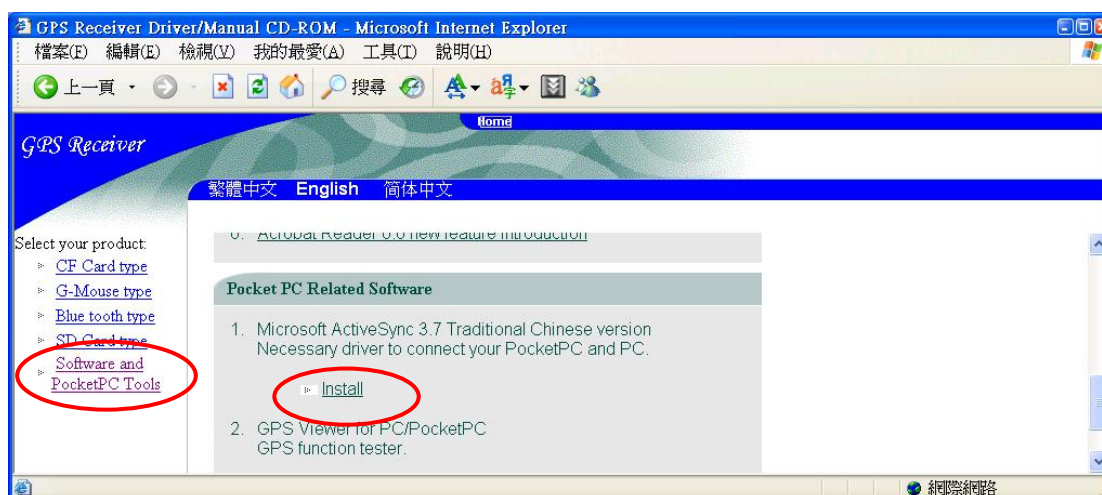 GPS Receiver Driver/Manual CD-ROM - Microsoft Internet Explorer
檔案(F) 編輯(E) 檢視(V) 我的最愛(A) 工具(T) 說明(H)
上一頁 搜尋
Home
GPS Receiver
繁體中文 English 简体中文
Select your product:
CF Card type
G-Mouse type
Blue tooth type
SD Card type
Software and
PocketPC Tools
Acrobat Reader 6.0 new feature introduction
Pocket PC Related Software
1. Microsoft ActiveSync 3.7 Traditional Chinese version
Necessary driver to connect your PocketPC and PC.
Install
2. GPS Viewer for PC/PocketPC
GPS function tester.
網際網路